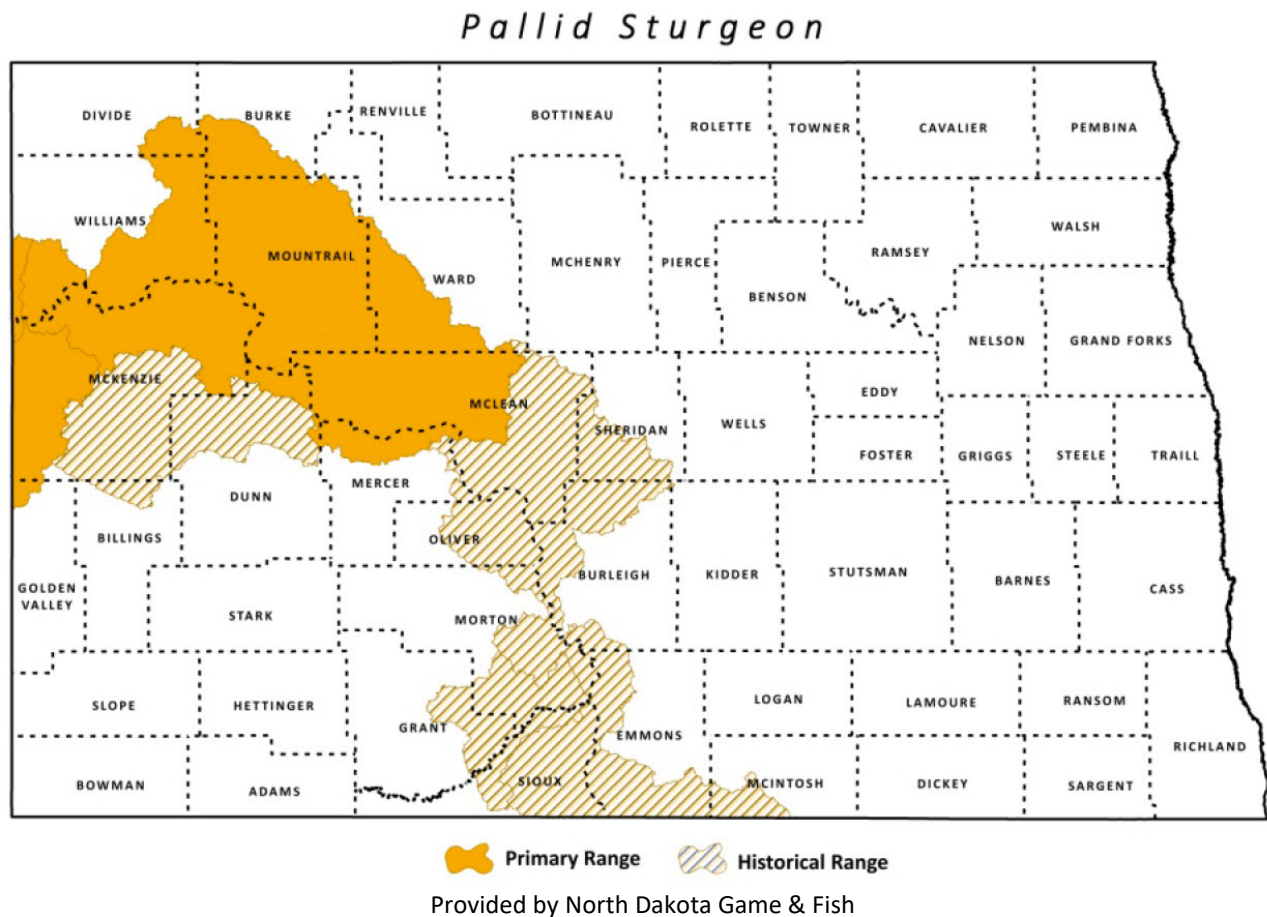 Pallid Sturgeon
DIVIDE
BURKE
RENVILLE
BOTTINEAU
ROLETTE
TOWNER
CAVALIER
PEMBINA
WILLIAMS
MOUNTRAIL
WARD
MCHENRY
PIERCE
BENSON
RAMSEY
WALSH
NELSON
GRAND FORKS
MCKENZIE
MCLEAN
SHERIDAN
WELLS
EDDY
FOSTER
GRIGGS
STEELE
TRAILL
DUNN
MERCER
BILLINGS
OLIVER
BURLEIGH
KIDDER
STUTSMAN
BARNES
CASS
GOLDEN
VALLEY
STARK
MORTON
SLOPE
HETTINGER
GRANT
EMMONS
LOGAN
LAMOURE
RANSOM
RICHLAND
BOWMAN
ADAMS
SIOUX
MCINTOSH
DICKEY
SARGENT
Primary Range
Historical Range
Provided by North Dakota Game & Fish